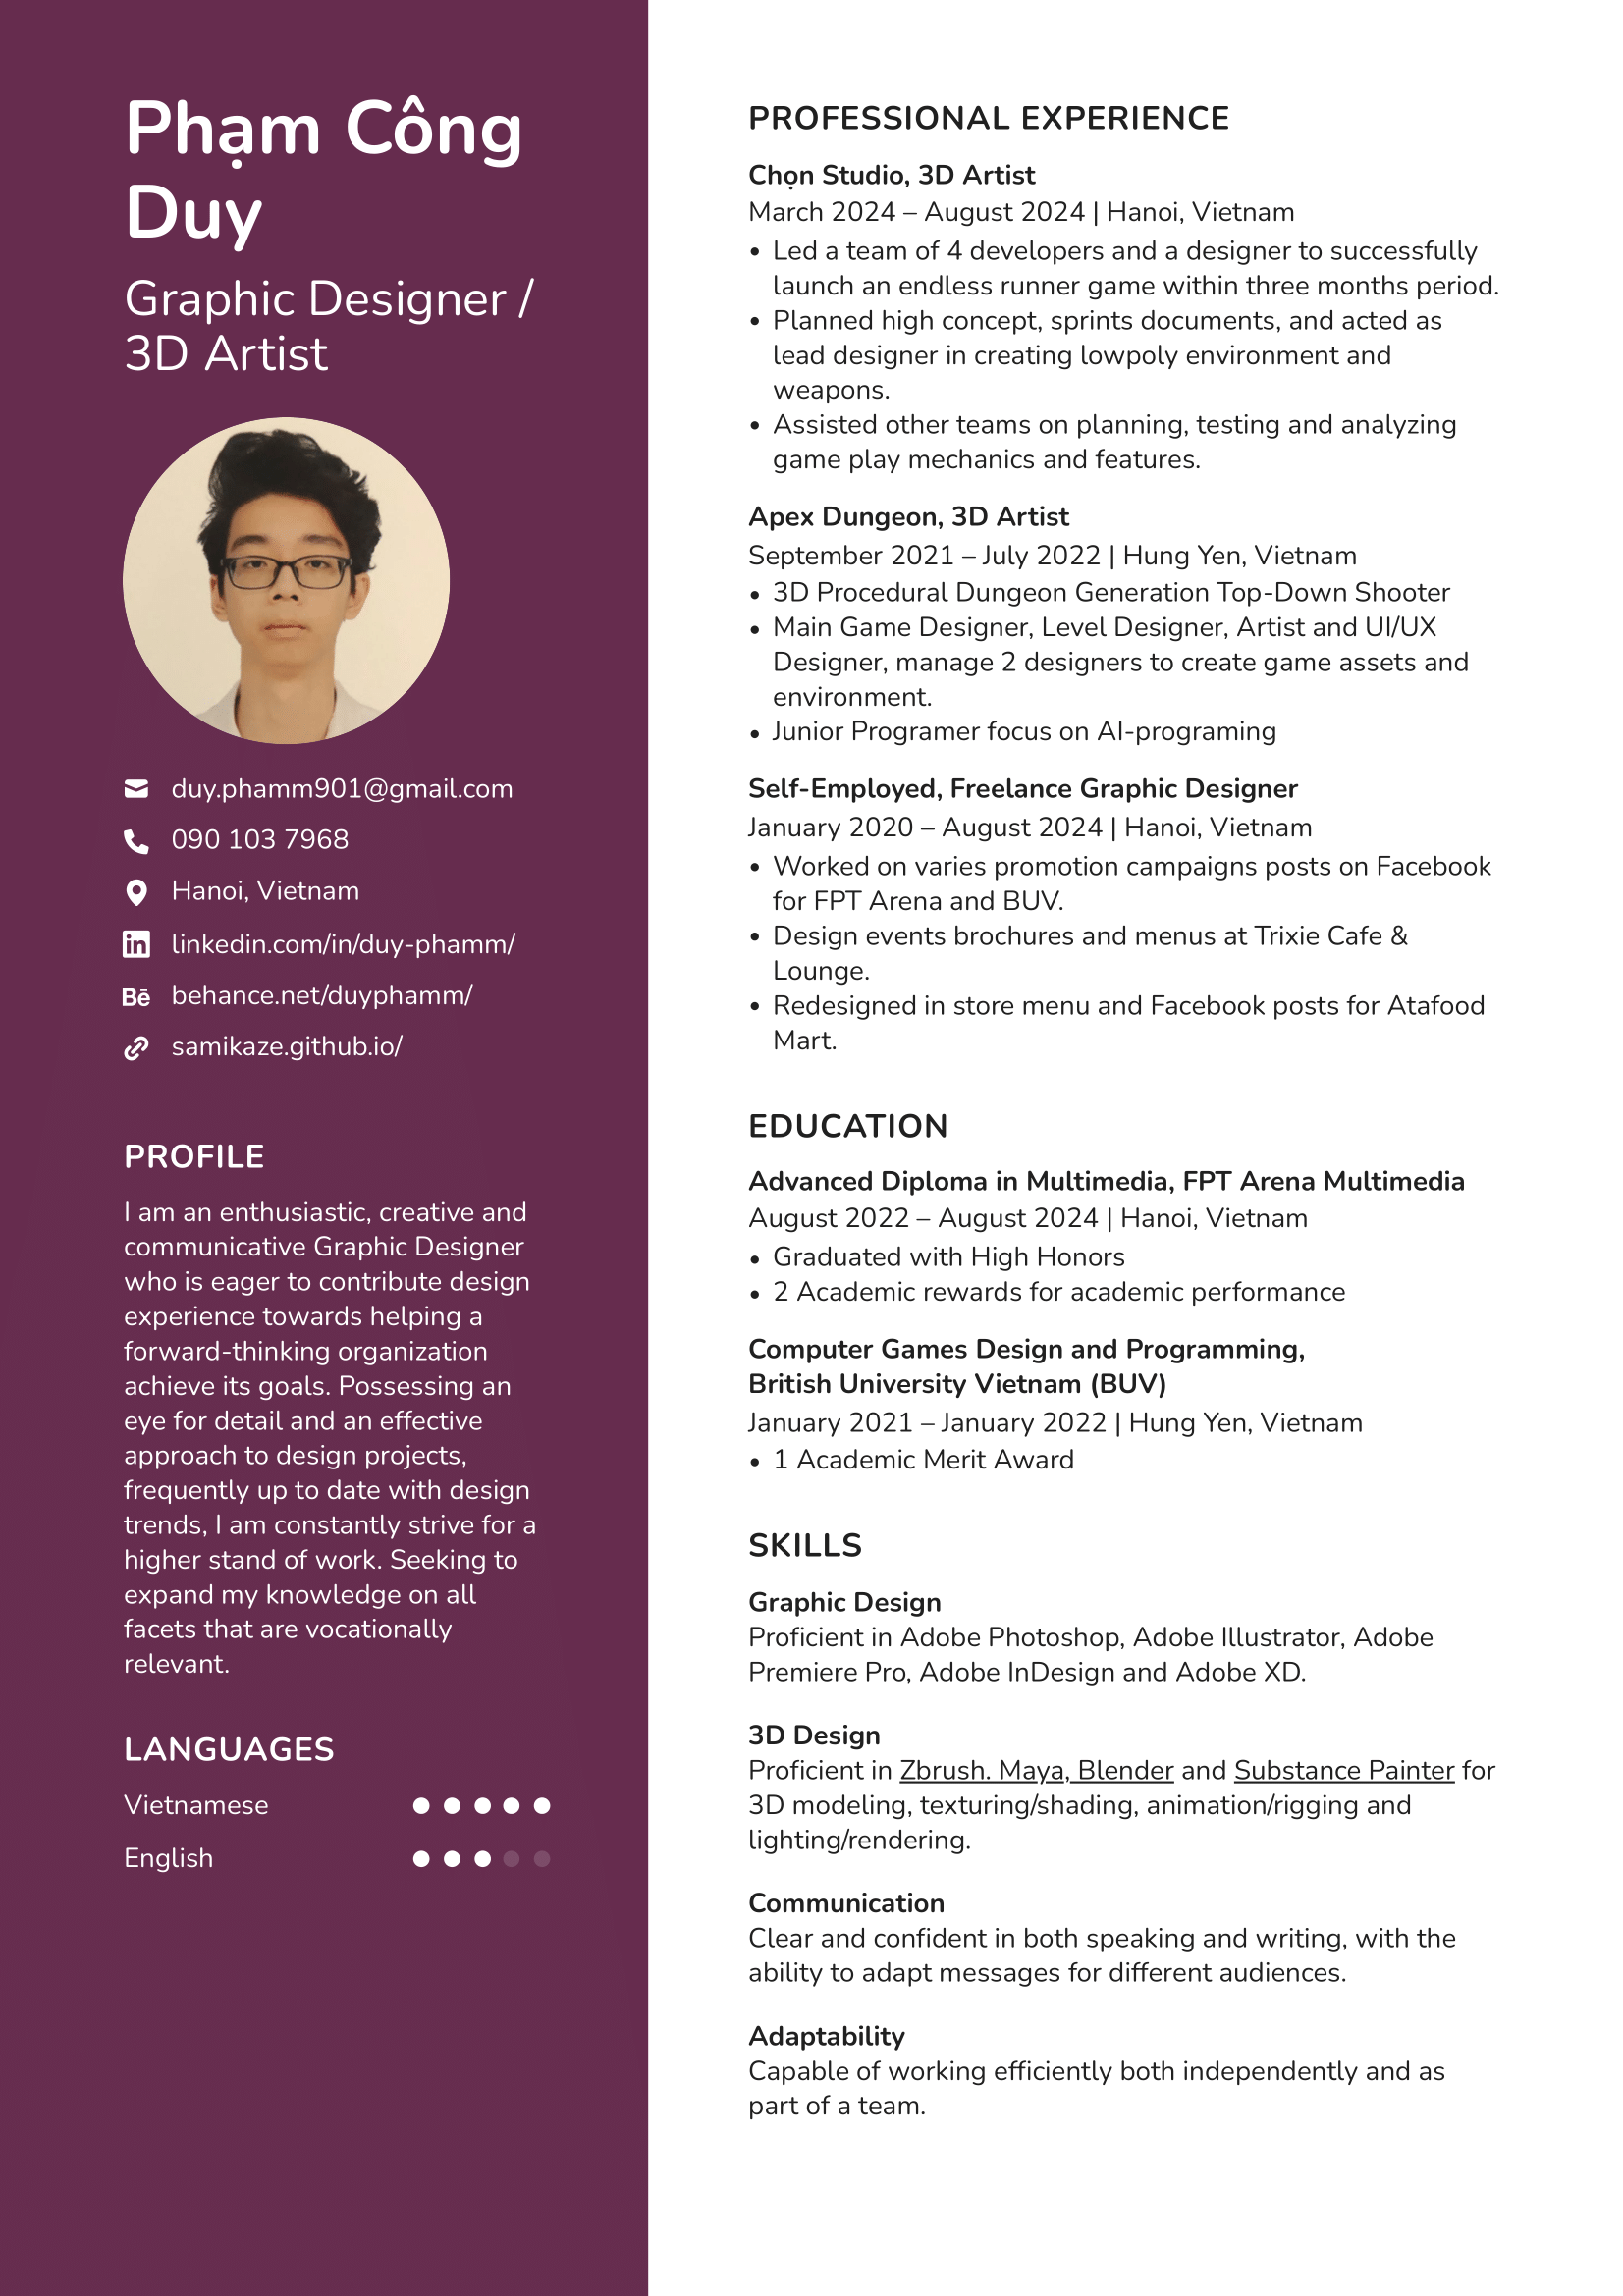 Phạm Công
Duy
Graphic Designer /
3D Artist
duy.phamm901@gmail.com
090 103 7968
Hanoi, Vietnam
linkedin.com/in/duy-phamm/
Bē behance.net/duyphamm/
samikaze.github.io/
PROFILE
I am an enthusiastic, creative and
communicative Graphic Designer
who is eager to contribute design
experience towards helping a
forward-thinking organization
achieve its goals. Possessing an
eye for detail and an effective
approach to design projects,
frequently up to date with design
trends, I am constantly strive for a
higher stand of work. Seeking to
expand my knowledge on all
facets that are vocationally
relevant.
LANGUAGES
Vietnamese
English
PROFESSIONAL EXPERIENCE
Chọn Studio, 3D Artist
March 2024 – August 2024 | Hanoi, Vietnam
• Led a team of 4 developers and a designer to successfully
launch an endless runner game within three months period.
• Planned high concept, sprints documents, and acted as
lead designer in creating lowpoly environment and
weapons.
• Assisted other teams on planning, testing and analyzing
game play mechanics and features.
Apex Dungeon, 3D Artist
September 2021 – July 2022 | Hung Yen, Vietnam
• 3D Procedural Dungeon Generation Top-Down Shooter
• Main Game Designer, Level Designer, Artist and UI/UX
Designer, manage 2 designers to create game assets and
environment.
• Junior Programer focus on AI-programing
Self-Employed, Freelance Graphic Designer
January 2020 – August 2024 | Hanoi, Vietnam
• Worked on varies promotion campaigns posts on Facebook
for FPT Arena and BUV.
• Design events brochures and menus at Trixie Cafe &
Lounge.
• Redesigned in store menu and Facebook posts for Atafood
Mart.
EDUCATION
Advanced Diploma in Multimedia, FPT Arena Multimedia
August 2022 – August 2024 | Hanoi, Vietnam
• Graduated with High Honors
• 2 Academic rewards for academic performance
Computer Games Design and Programming,
British University Vietnam (BUV)
January 2021 – January 2022 | Hung Yen, Vietnam
• 1 Academic Merit Award
SKILLS
Graphic Design
Proficient in Adobe Photoshop, Adobe Illustrator, Adobe
Premiere Pro, Adobe InDesign and Adobe XD.
3D Design
Proficient in Zbrush. Maya, Blender and Substance Painter for
3D modeling, texturing/shading, animation/rigging and
lighting/rendering.
Communication
Clear and confident in both speaking and writing, with the
ability to adapt messages for different audiences.
Adaptability
Capable of working efficiently both independently and as
part of a team.